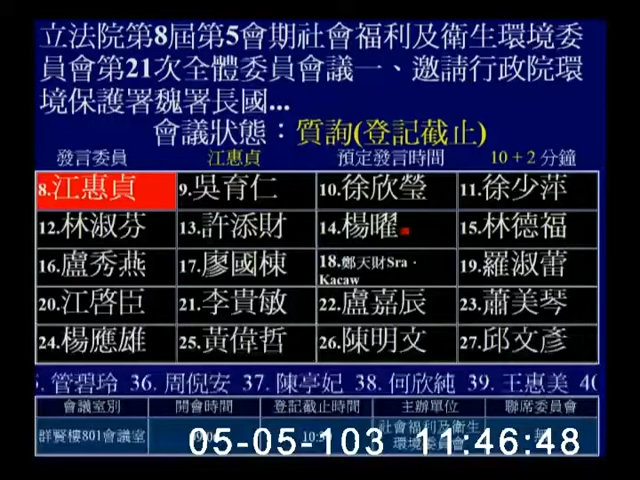 立法院第8屆第5會期社會福利及衛生環境委
員會第21次全體委員會議一、邀請行政院環
境保護署魏署長國...
會議狀態：質詢(登記截止)
發言委員 江惠貞 預定發言時間 10＋2 分鐘
8.江惠貞 9.吳育仁 10.徐欣瑩 11.徐少萍
12.林淑芬 13.許添財 14.楊曜 15.林德福
16.盧秀燕 17.廖國棟 18.鄭天財Sra．Kacaw 19.羅淑蕾
20.江啓臣 21.李貴敏 22.盧嘉辰 23.蕭美琴
24.楊應雄 25.黃偉哲 26.陳明文 27.邱文彥
管碧玲 36. 周倪安 37. 陳亭妃 38. 何欣純 39. 王惠美 40
會議室別 開會時間 登記截止時間 主辦單位 聯席委員會
群賢樓801會議室 社會福利及衛生環境委員會 無
05-05-103 11:46:48